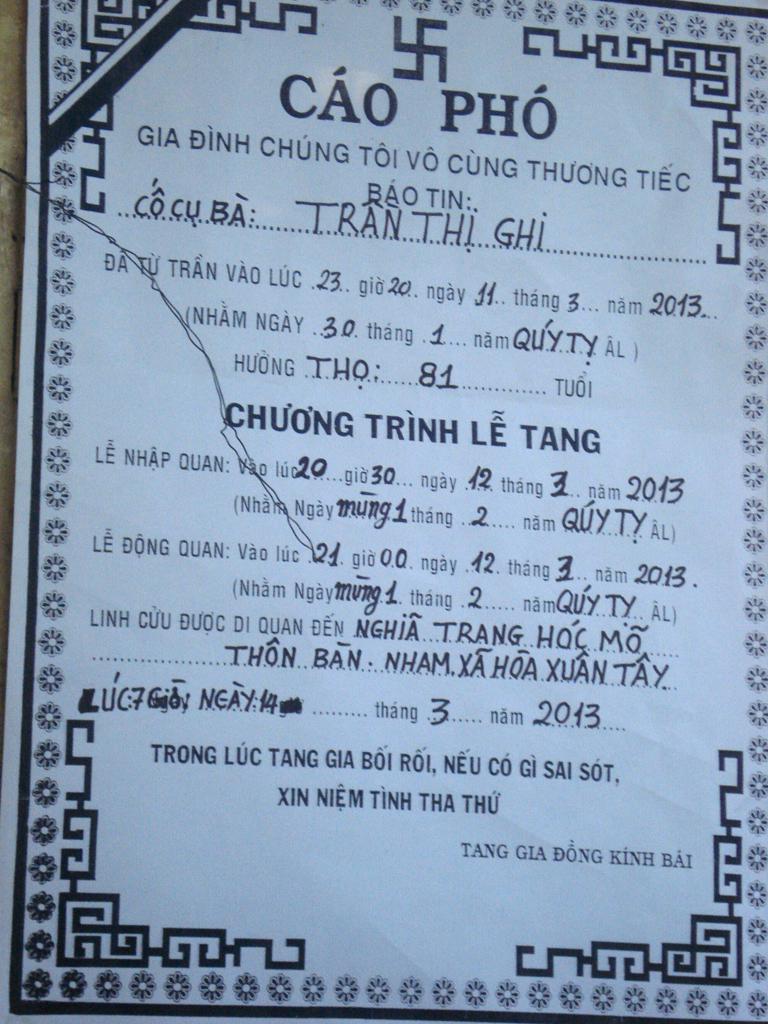 CÁO PHÓ
GIA ĐÌNH CHÚNG TÔI VÔ CÙNG THƯƠNG TIẾC
BÁO TIN:
CỐ CỤ BÀ: TRẦN THỊ GHI
ĐÃ TỪ TRẦN VÀO LÚC 23 giờ 20 ngày 11 tháng 3 năm 2013
(NHẰM NGÀY 30 tháng 1 năm QÚY TỴ ÂL )
HƯỞNG THỌ: 81 TUỔI
CHƯƠNG TRÌNH LỄ TANG
LỄ NHẬP QUAN: Vào lúc 20 giờ 30 ngày 12 tháng 3 năm 2013
(Nhằm Ngày mùng 1 tháng 2 năm QÚY TỴ ÂL)
LỄ ĐỘNG QUAN: Vào lúc 21 giờ 00 ngày 12 tháng 3 năm 2013.
(Nhằm Ngày mùng 1 tháng 2 năm QÚY TỴ ÂL)
LINH CỬU ĐƯỢC DI QUAN ĐẾN NGHIÃ TRANG HÓC MÕ
THÔN BÀN NHAM, XÃ HÒA XUÂN TÂY
LÚC 7 Giờ NGÀY 14 tháng 3 năm 2013
TRONG LÚC TANG GIA BỐI RỐI, NẾU CÓ GÌ SAI SÓT,
XIN NIỆM TÌNH THA THỨ
TANG GIA ĐỒNG KÍNH BÁI